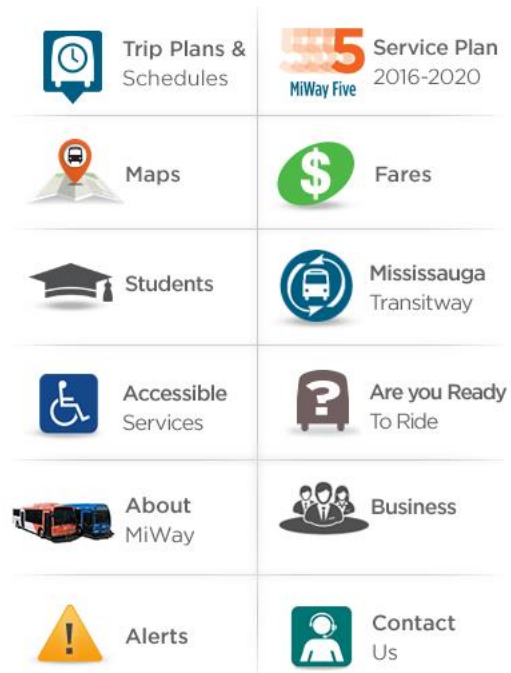 Trip Plans &
Schedules
5
MiWay Five
Service Plan
2016-2020
Maps
$
Fares
Students
Mississauga
Transitway
Accessible
Services
?
Are you Ready
To Ride
About
MiWay
Business
!
Alerts
Contact
Us